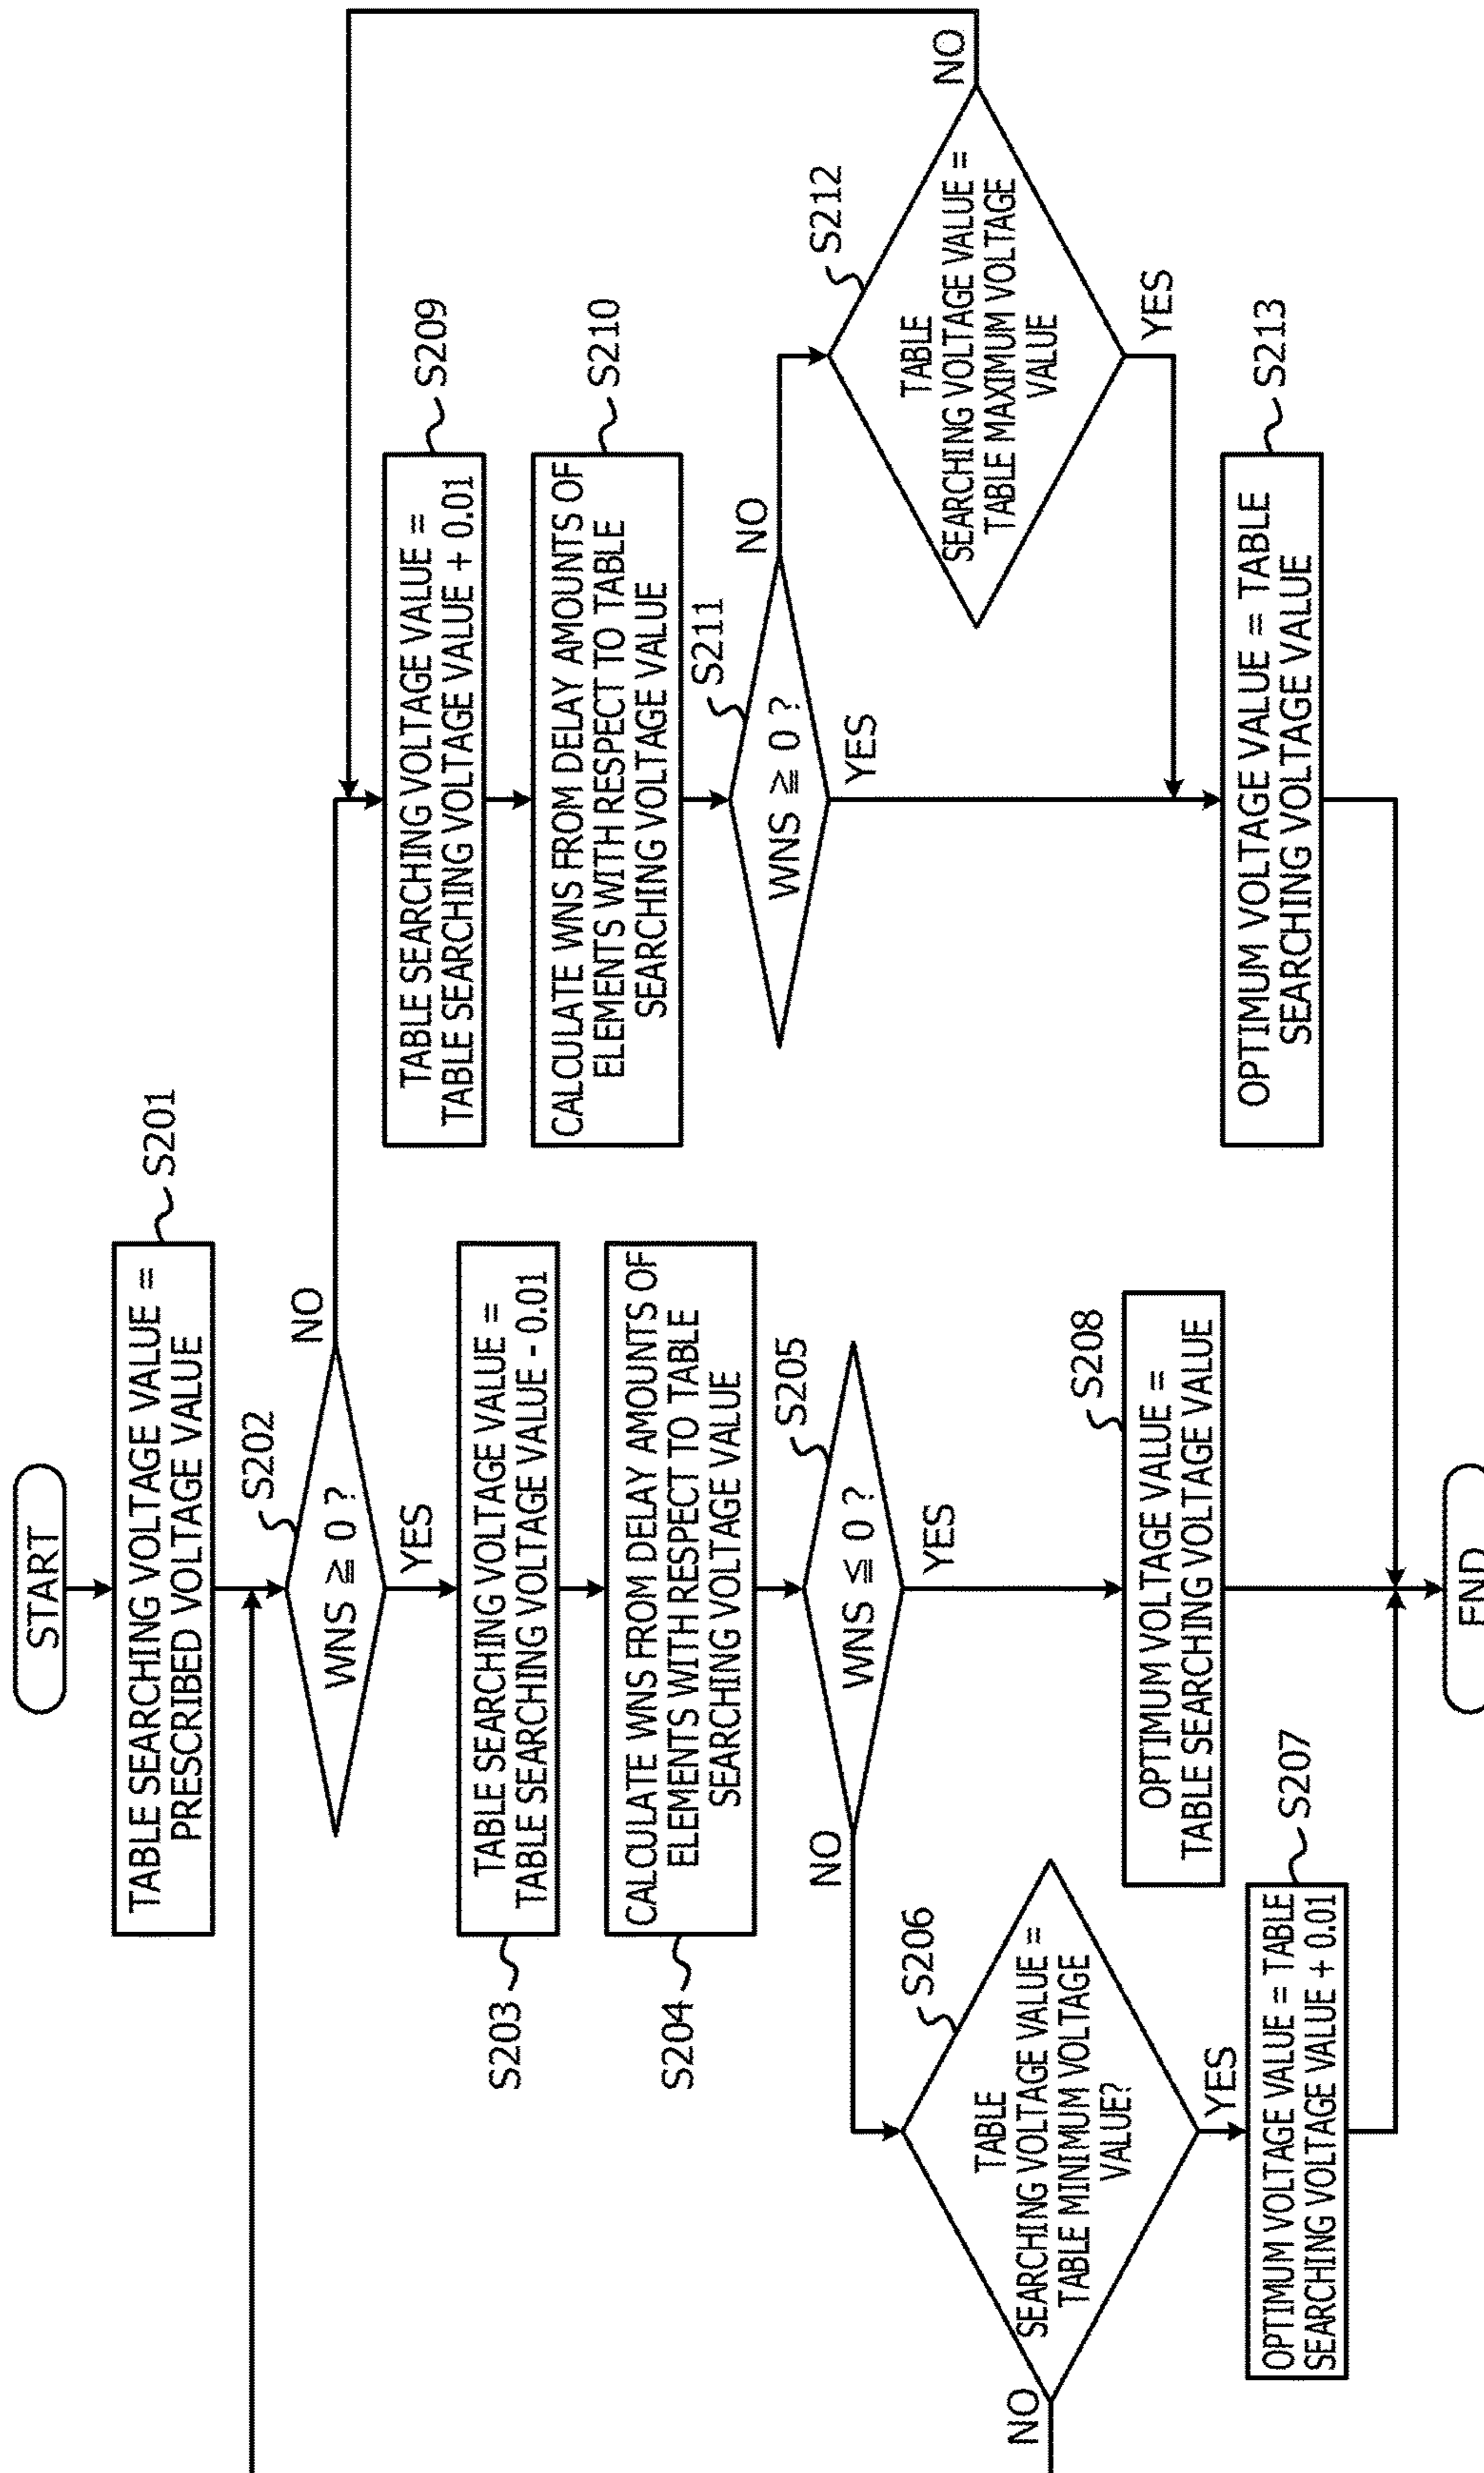 START
TABLE SEARCHING VOLTAGE VALUE =
PRESCRIBED VOLTAGE VALUE
S201
WNS ≧ 0 ?
S202
NO
YES
TABLE SEARCHING VOLTAGE VALUE =
TABLE SEARCHING VOLTAGE VALUE - 0.01
S203
CALCULATE WNS FROM DELAY AMOUNTS OF
ELEMENTS WITH RESPECT TO TABLE
SEARCHING VOLTAGE VALUE
S204
WNS ≦ 0 ?
S205
NO
YES
TABLE
SEARCHING VOLTAGE VALUE =
TABLE MINIMUM VOLTAGE
VALUE?
S206
NO
YES
OPTIMUM VOLTAGE VALUE = TABLE
SEARCHING VOLTAGE VALUE + 0.01
S207
OPTIMUM VOLTAGE VALUE =
TABLE SEARCHING VOLTAGE VALUE
S208
TABLE SEARCHING VOLTAGE VALUE =
TABLE SEARCHING VOLTAGE VALUE + 0.01
S209
CALCULATE WNS FROM DELAY AMOUNTS OF
ELEMENTS WITH RESPECT TO TABLE
SEARCHING VOLTAGE VALUE
S210
WNS ≧ 0 ?
S211
NO
YES
TABLE
SEARCHING VOLTAGE VALUE =
TABLE MAXIMUM VOLTAGE
VALUE
S212
NO
YES
OPTIMUM VOLTAGE VALUE = TABLE
SEARCHING VOLTAGE VALUE
S213
END